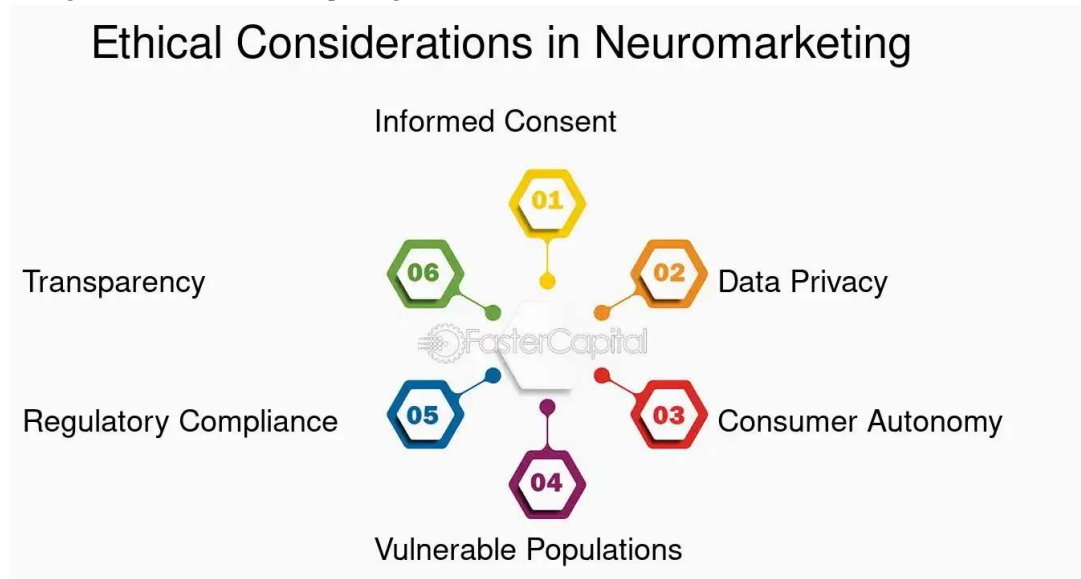 Ethical Considerations in Neuromarketing
Informed Consent
01
06
02
Transparency
Data Privacy
FasterCapital
05
03
Regulatory Compliance
Consumer Autonomy
04
Vulnerable Populations